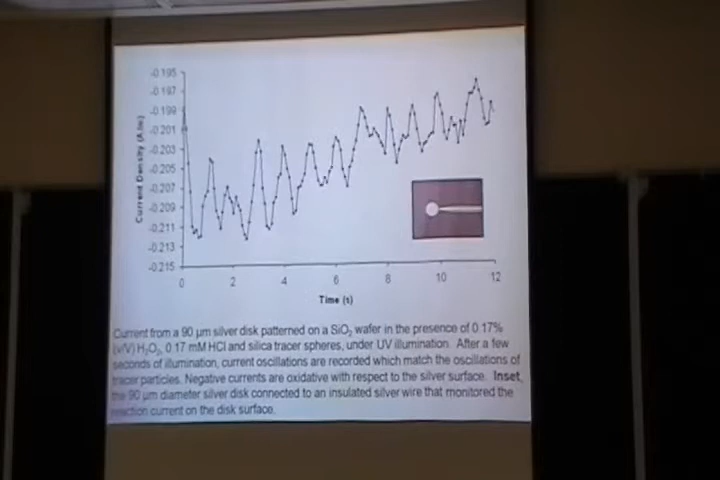 -0.195
-0.197
-0.199
-0.201
-0.203
-0.205
-0.207
-0.209
-0.211
-0.213
-0.215
Current Density (A/m²)
0 2 4 6 8 10 12
Time (s)
Current from a 90 μm silver disk patterned on a SiO₂ wafer in the presence of 0.17%
(v/V) H₂O₂, 0.17 mM HCl and silica tracer spheres, under UV illumination. After a few
seconds of illumination, current oscillations are recorded which match the oscillations of
tracer particles. Negative currents are oxidative with respect to the silver surface. Inset,
the 90 μm diameter silver disk connected to an insulated silver wire that monitored the
reaction current on the disk surface.